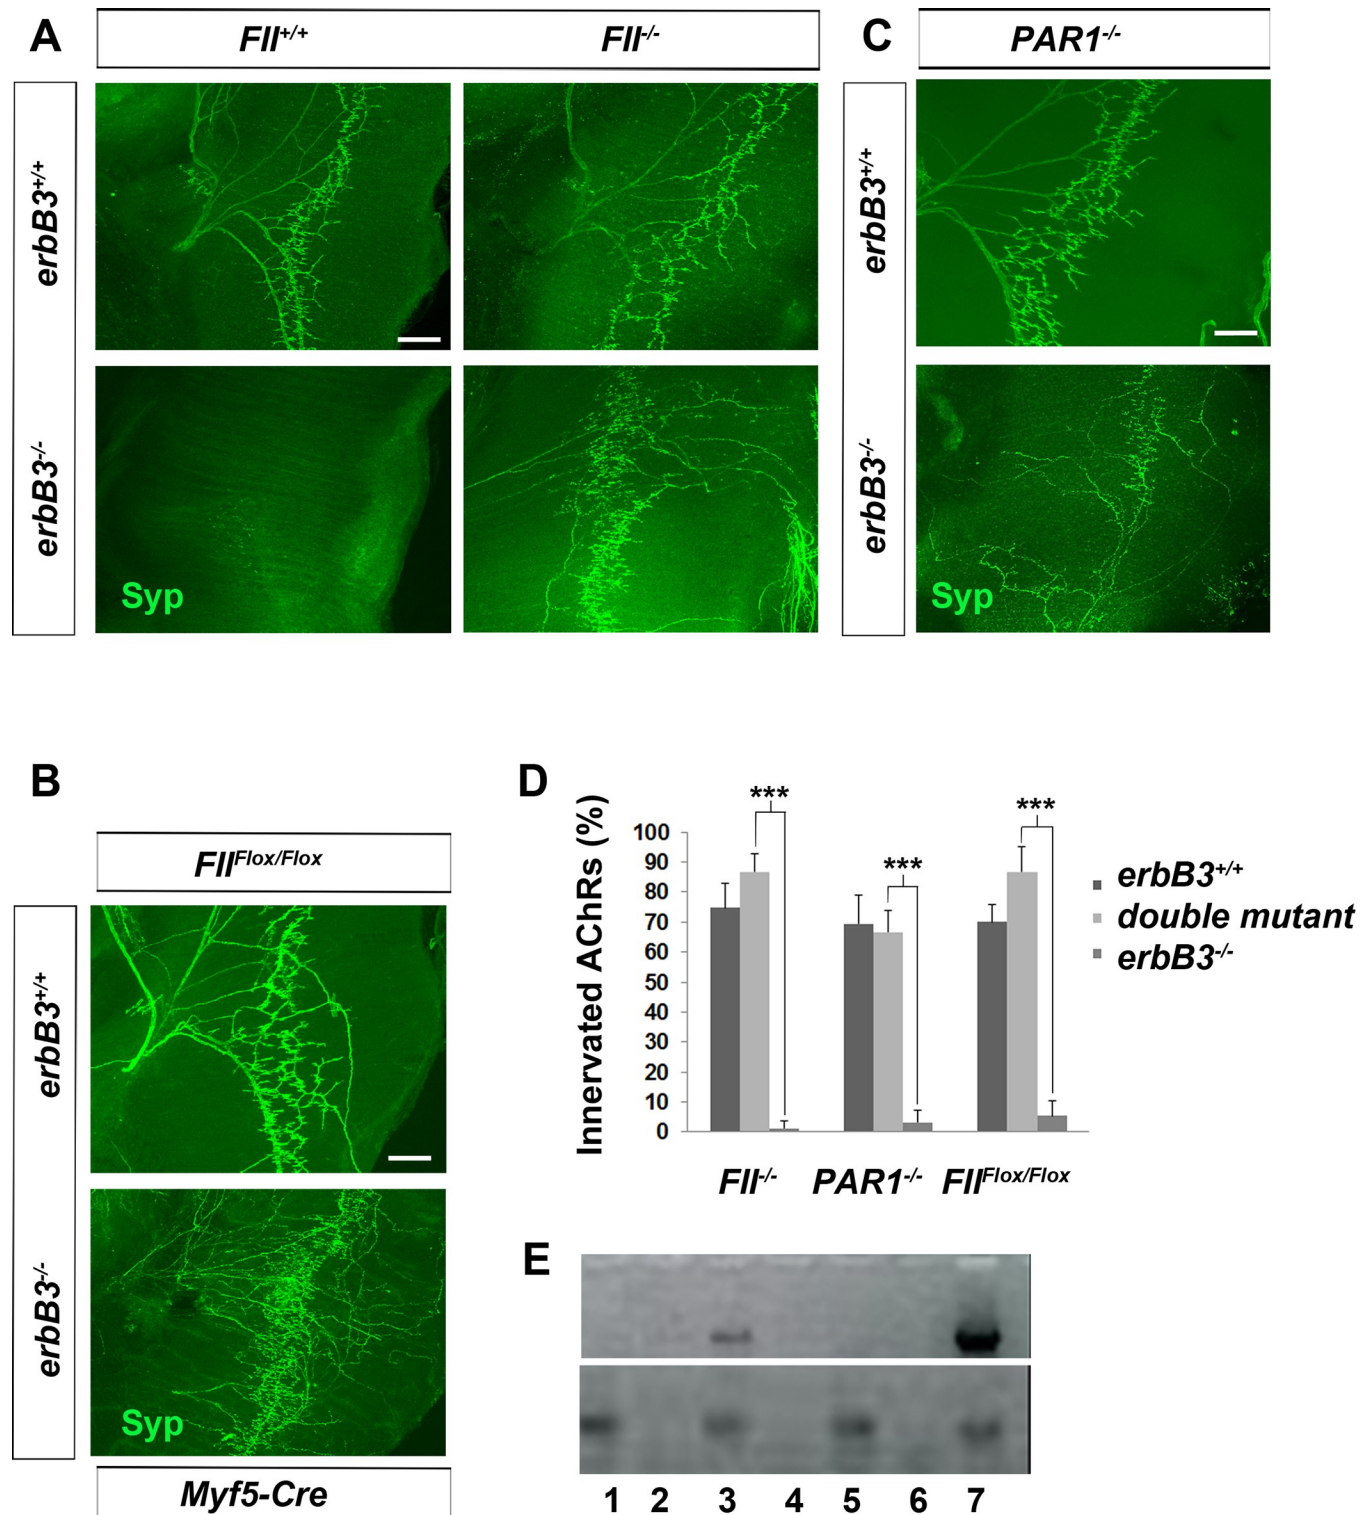 A
FII+/+ FII-/-
C
PAR1-/-
erbB3+/+
erbB3+/+
erbB3-/-
erbB3-/-
Syp
Syp
B
FIIFlox/Flox
erbB3+/+
erbB3-/-
Syp
Myf5-Cre
D
Innervated AChRs (%)
100
90
80
70
60
50
40
30
20
10
0
***
***
***
erbB3+/+
double mutant
erbB3-/-
FII-/- PAR1-/- FIIFlox/Flox
E
1 2 3 4 5 6 7